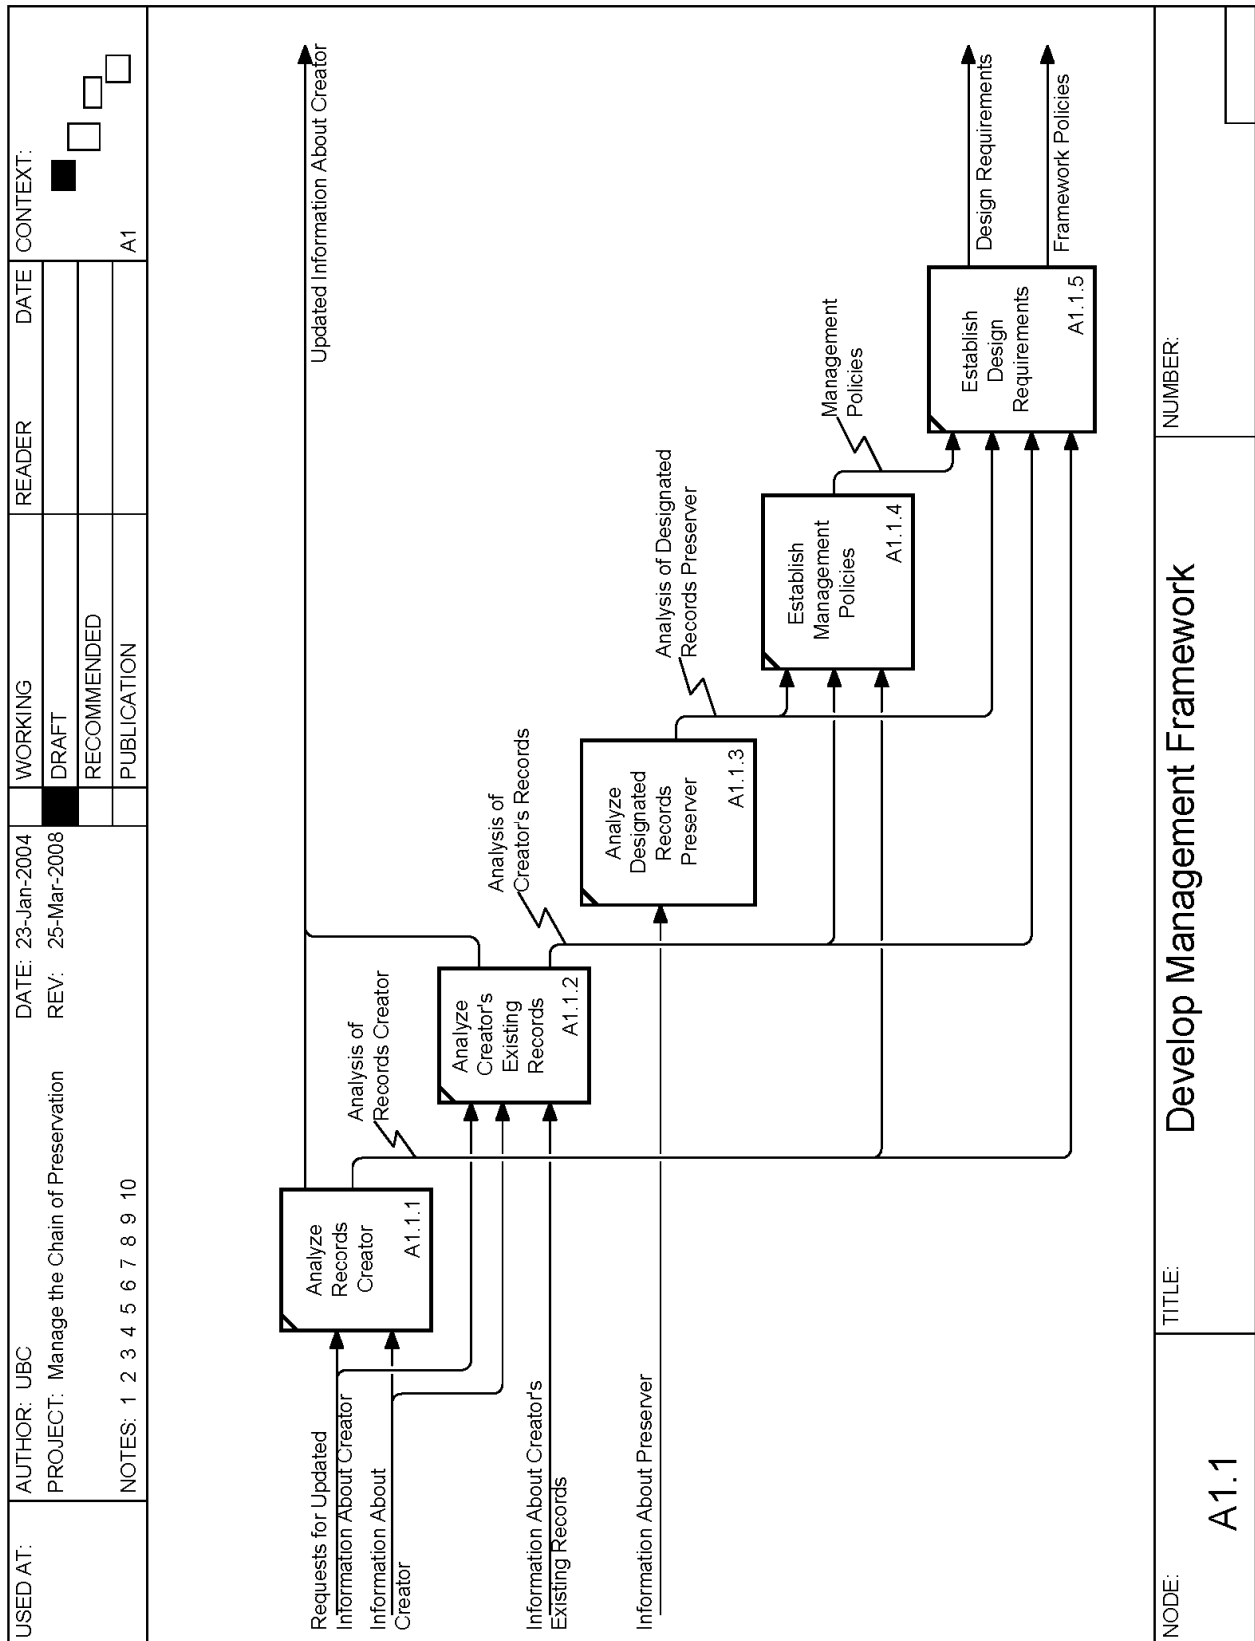 USED AT:
AUTHOR: UBC
PROJECT: Manage the Chain of Preservation
NOTES: 1 2 3 4 5 6 7 8 9 10
DATE: 23-Jan-2004
REV: 25-Mar-2008
WORKING
DRAFT
RECOMMENDED
PUBLICATION
READER
DATE
CONTEXT:
A1
Requests for Updated
Information About Creator
Information About
Creator
Information About Creator's
Existing Records
Information About Preserver
Analyze
Records
Creator
A1.1.1
Analysis of
Records Creator
Analyze
Creator's
Existing
Records
A1.1.2
Analysis of
Creator's Records
Analyze
Designated
Records
Preserver
A1.1.3
Analysis of Designated
Records Preserver
Establish
Management
Policies
A1.1.4
Management
Policies
Establish
Design
Requirements
A1.1.5
Updated Information About Creator
Design Requirements
Framework Policies
NODE:
A1.1
TITLE:
Develop Management Framework
NUMBER: